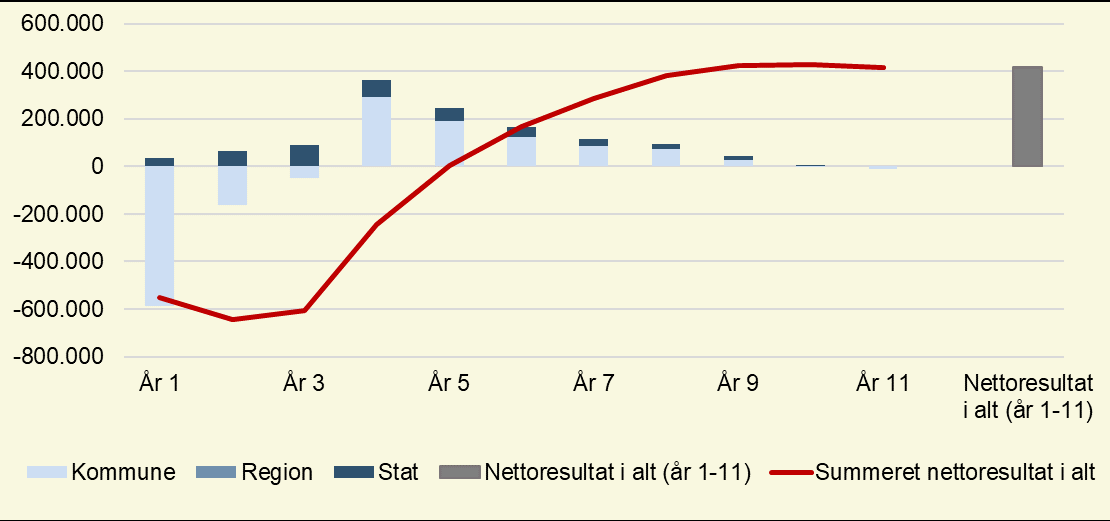 600.000
400.000
200.000
0
-200.000
-400.000
-600.000
-800.000
År 1 År 3 År 5 År 7 År 9 År 11 Nettoresultat
i alt (år 1-11)
Kommune Region Stat Nettoresultat i alt (år 1-11) Summeret nettoresultat i alt